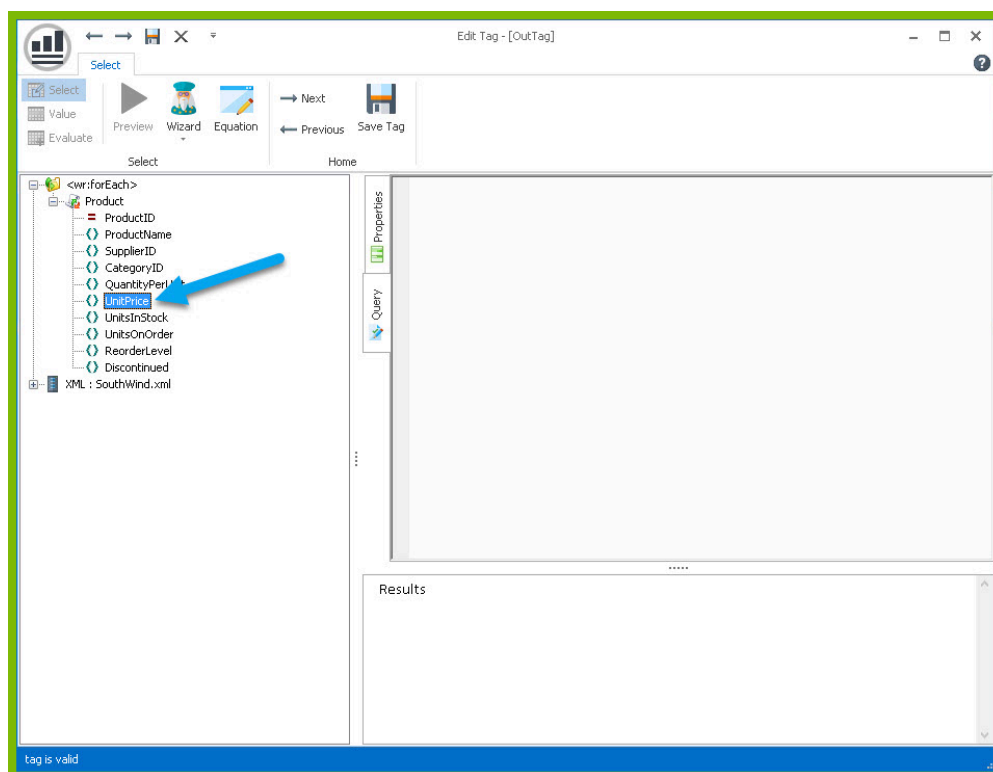 Edit Tag - [OutTag]
Select
Select
Value
Evaluate
Preview
Wizard
Equation
Next
Previous
Save Tag
Select
Home
<wr:forEach>
Product
ProductID
ProductName
SupplierID
CategoryID
UnitPrice
UnitsInStock
UnitsOnOrder
ReorderLevel
Discontinued
XML : SouthWind.xml
Properties
Query
Results
tag is valid